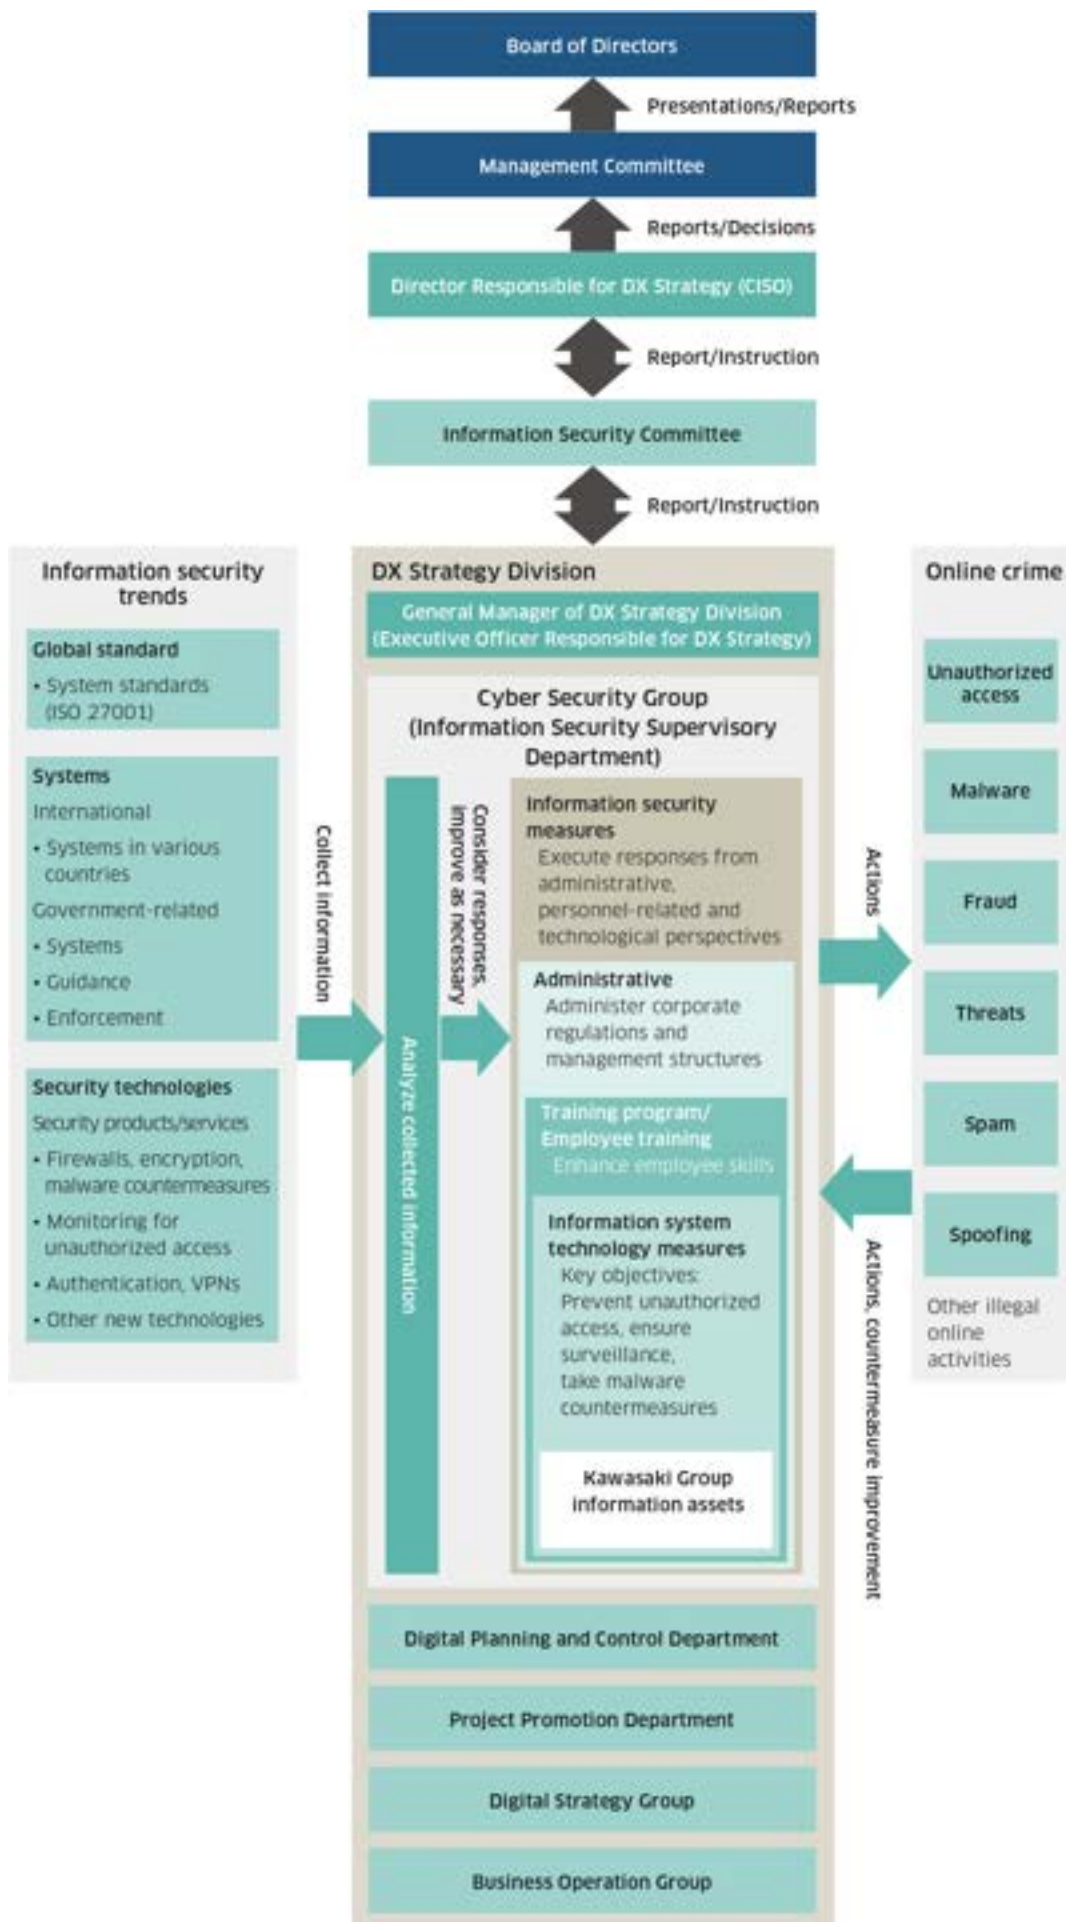 Board of Directors
Presentations/Reports
Management Committee
Reports/Decisions
Director Responsible for DX Strategy (CISO)
Report/Instruction
Information Security Committee
Report/Instruction
Information security
trends
Global standard
• System standards
(ISO 27001)
Systems
International
• Systems in various
countries
Government-related
• Systems
• Guidance
• Enforcement
Security technologies
Security products/services
• Firewalls, encryption,
malware countermeasures
• Monitoring for
unauthorized access
• Authentication, VPNs
• Other new technologies
Collect information
DX Strategy Division
General Manager of DX Strategy Division
(Executive Officer Responsible for DX Strategy)
Cyber Security Group
(Information Security Supervisory
Department)
Analyze collected information
Consider responses,
improve as necessary
Information security
measures
Execute responses from
administrative,
personnel-related and
technological perspectives
Administrative
Administer corporate
regulations and
management structures
Training program/
Employee training
Enhance employee skills
Information system
technology measures
Key objectives:
Prevent unauthorized
access, ensure
surveillance,
take malware
countermeasures
Kawasaki Group
information assets
Digital Planning and Control Department
Project Promotion Department
Digital Strategy Group
Business Operation Group
Actions
Actions, countermeasure improvement
Online crime
Unauthorized
access
Malware
Fraud
Threats
Spam
Spoofing
Other illegal
online
activities